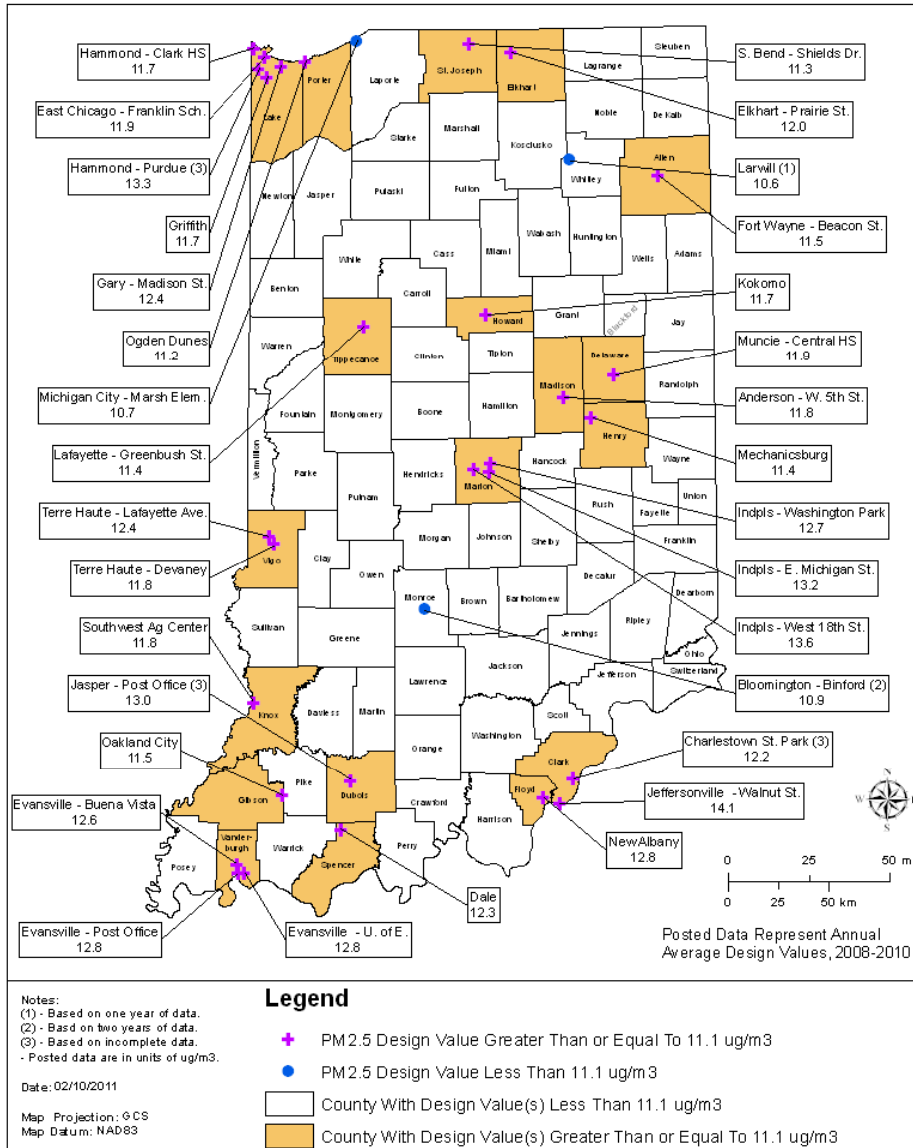 Hammond - Clark HS
11.7
East Chicago - Franklin Sch.
11.9
Hammond - Purdue (3)
13.3
Griffith
11.7
Gary - Madison St.
12.4
Ogden Dunes
11.2
Michigan City - Marsh Elem.
10.7
Lafayette - Greenbush St.
11.4
Terre Haute - Lafayette Ave.
12.4
Terre Haute - Devaney
11.8
Southwest Ag Center
11.8
Jasper - Post Office (3)
13.0
Oakland City
11.5
Evansville - Buena Vista
12.6
Evansville - Post Office
12.8
Evansville - U. of E.
12.8
Dale
12.3
S. Bend - Shields Dr.
11.3
Elkhart - Prairie St.
12.0
Larwill (1)
10.6
Fort Wayne - Beacon St.
11.5
Kokomo
11.7
Muncie - Central HS
11.9
Anderson - W. 5th St.
11.8
Mechanicsburg
11.4
Indpls - Washington Park
12.7
Indpls - E. Michigan St.
13.2
Indpls - West 18th St.
13.6
Bloomington - Binford (2)
10.9
Charlestown St. Park (3)
12.2
Jeffersonville - Walnut St.
14.1
New Albany
12.8
Lake
Porter
Laporte
St. Joseph
Elkhart
Lagrange
Steuben
Noble
De Kalb
Starke
Marshall
Kosciusko
Whitley
Allen
Newton
Jasper
Pulaski
Fulton
Wabash
Huntington
Wells
Adams
Miami
Cass
White
Benton
Carroll
Howard
Grant
Blackford
Jay
Warren
Tippecanoe
Clinton
Tipton
Madison
Delaware
Randolph
Fountain
Montgomery
Boone
Hamilton
Henry
Wayne
Vermillion
Parke
Putnam
Hendricks
Marion
Hancock
Rush
Fayette
Union
Franklin
Vigo
Clay
Owen
Morgan
Johnson
Shelby
Decatur
Dearborn
Sullivan
Greene
Monroe
Brown
Bartholomew
Jennings
Ripley
Ohio
Switzerland
Jefferson
Jackson
Lawrence
Knox
Daviess
Martin
Orange
Washington
Scott
Clark
Floyd
Harrison
Crawford
Pike
Dubois
Gibson
Vander-
burgh
Posey
Warrick
Spencer
Perry
N
W
S
0 25 50 m
0 25 50 km
Posted Data Represent Annual
Average Design Values, 2008-2010
Notes:
(1) - Based on one year of data.
(2) - Basd on two years of data.
(3) - Based on incomplete data.
- Posted data are in units of ug/m3.
Date: 02/10/2011
Map Projection: GCS
Map Datum: NAD83
Legend
PM2.5 Design Value Greater Than or Equal To 11.1 ug/m3
PM2.5 Design Value Less Than 11.1 ug/m3
County With Design Value(s) Less Than 11.1 ug/m3
County With Design Value(s) Greater Than or Equal To 11.1 ug/m3